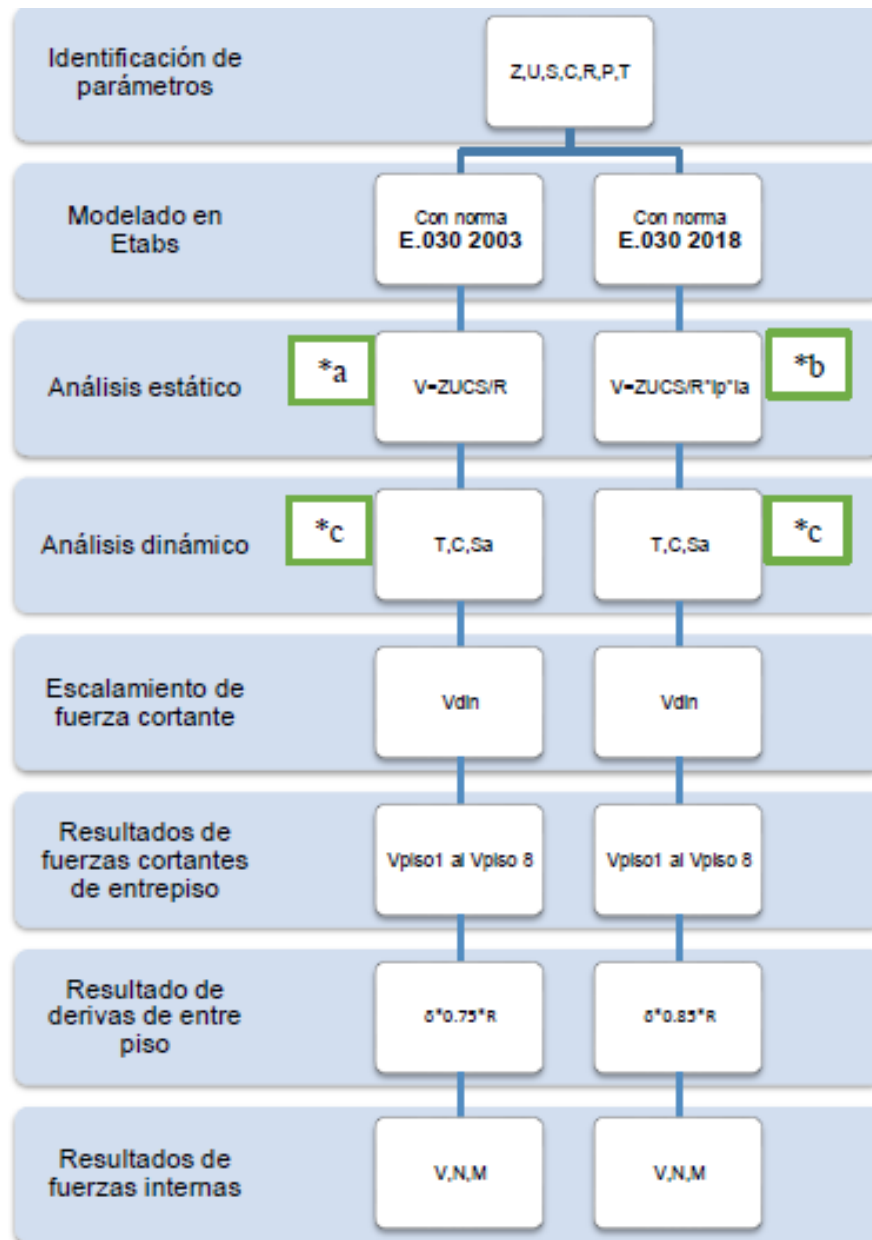 Identificación de
parámetros
Z,U,S,C,R,P,T
Modelado en
Etabs
Con norma
E.030 2003
Con norma
E.030 2018
Análisis estático
*a
V=ZUCS/R
V=ZUCS/R*Ip*Ia
*b
Análisis dinámico
*c
T,C,Sa
T,C,Sa
*c
Escalamiento de
fuerza cortante
Vdin
Vdin
Resultados de
fuerzas cortantes
de entrepiso
Vpiso1 al Vpiso 8
Vpiso1 al Vpiso 8
Resultado de
derivas de entre
piso
δ*0.75*R
δ*0.85*R
Resultados de
fuerzas internas
V,N,M
V,N,M